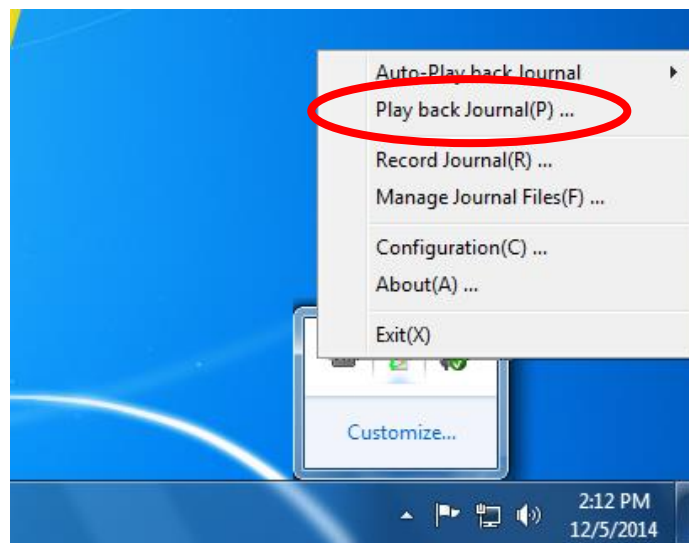 Auto-Play back Journal
Play back Journal(P) ...
Record Journal(R) ...
Manage Journal Files(F) ...
Configuration(C) ...
About(A) ...
Exit(X)
Customize...
2:12 PM
12/5/2014